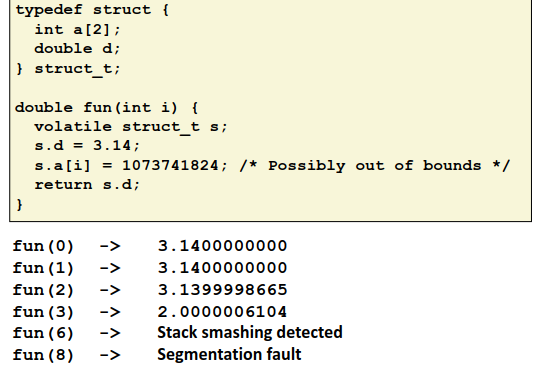 typedef struct {
  int a[2];
  double d;
} struct_t;

double fun(int i) {
  volatile struct_t s;
  s.d = 3.14;
  s.a[i] = 1073741824; /* Possibly out of bounds */
  return s.d;
}

fun(0)  ->  3.1400000000
fun(1)  ->  3.1400000000
fun(2)  ->  3.1399998665
fun(3)  ->  2.0000006104
fun(6)  ->  Stack smashing detected
fun(8)  ->  Segmentation fault